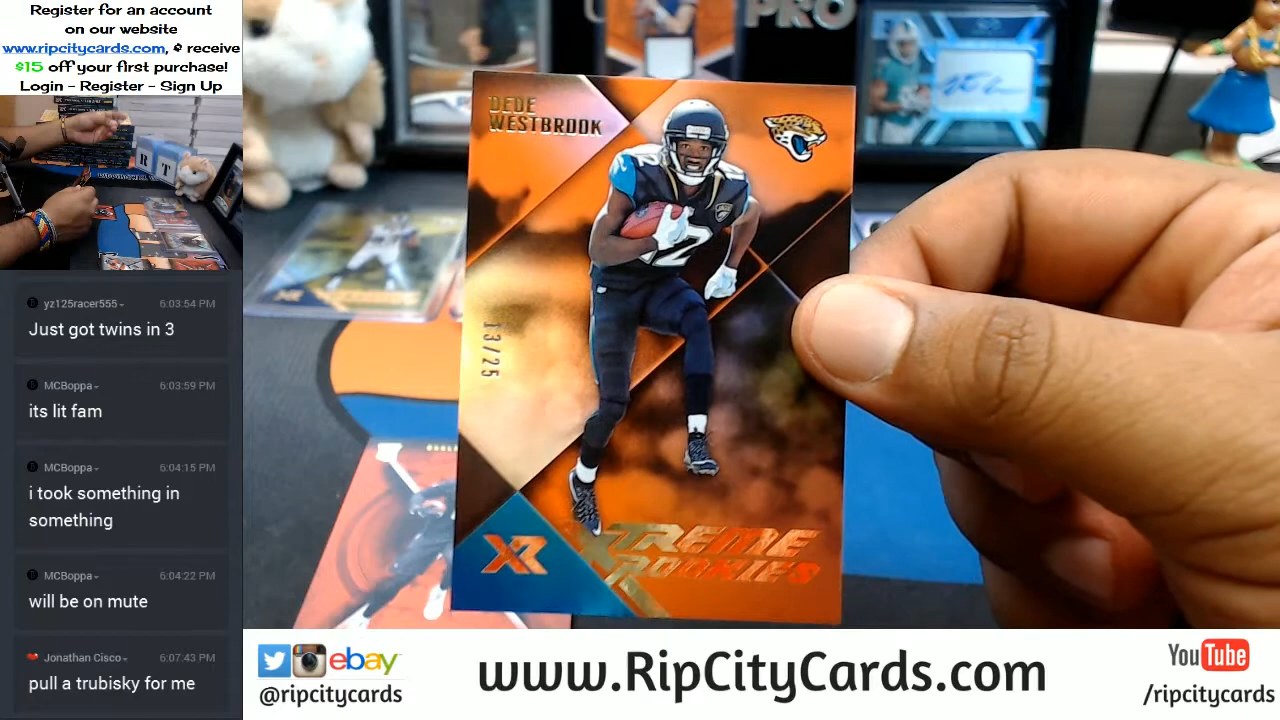 Register for an account
on our website
www.ripcitycards.com, & receive
$15 off your first purchase!
Login - Register - Sign Up
R T
yz125racer555
6:03:54 PM
Just got twins in 3
MCBoppa
6:03:59 PM
its lit fam
MCBoppa
6:04:15 PM
i took something in
something
MCBoppa
6:04:22 PM
will be on mute
Jonathan Cisco
6:07:43 PM
pull a trubisky for me
PRO
DEDE
WESTBROOK
12
13/25
XR
XTREME
ROOKIES
ebay
@ripcitycards
www.RipCityCards.com
YouTube
/ripcitycards